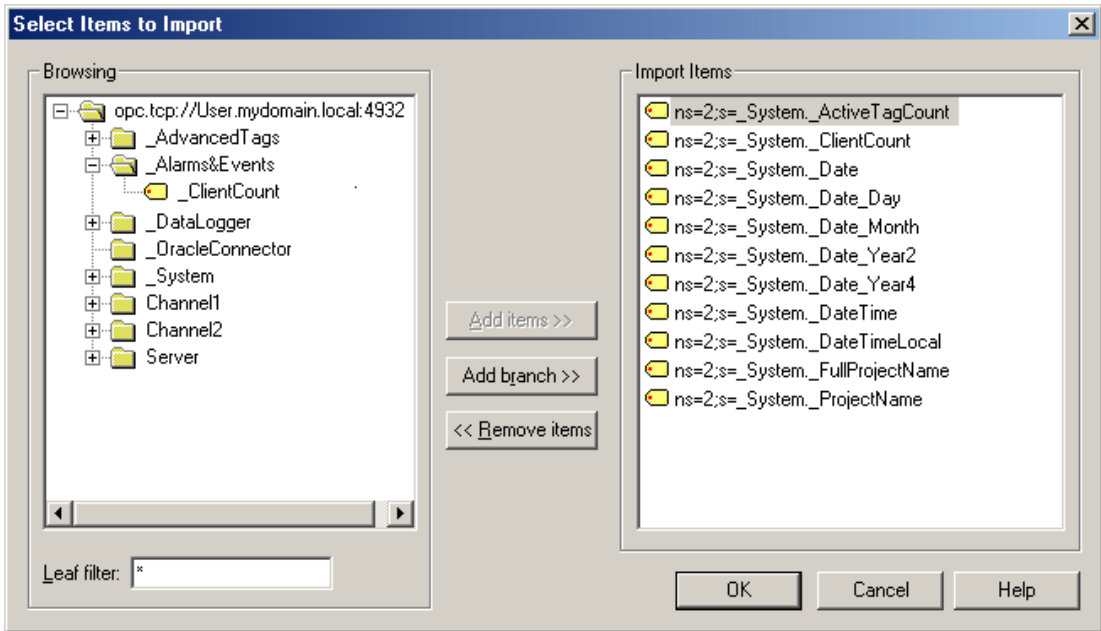 Select Items to Import
Browsing
opc.tcp://User.mydomain.local:4932
_AdvancedTags
_Alarms&Events
_ClientCount
_DataLogger
_OracleConnector
_System
Channel1
Channel2
Server
Leaf filter: *
Add items >>
Add branch >>
<< Remove items
Import Items
ns=2;s=_System._ActiveTagCount
ns=2;s=_System._ClientCount
ns=2;s=_System._Date
ns=2;s=_System._Date_Day
ns=2;s=_System._Date_Month
ns=2;s=_System._Date_Year2
ns=2;s=_System._Date_Year4
ns=2;s=_System._DateTime
ns=2;s=_System._DateTimeLocal
ns=2;s=_System._FullProjectName
ns=2;s=_System._ProjectName
OK Cancel Help